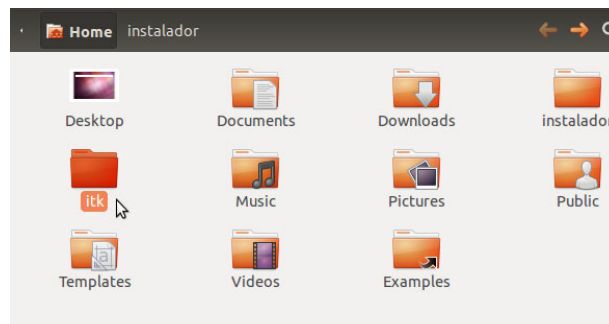 Home instalador
Desktop Documents Downloads instalador
itk Music Pictures Public
Templates Videos Examples